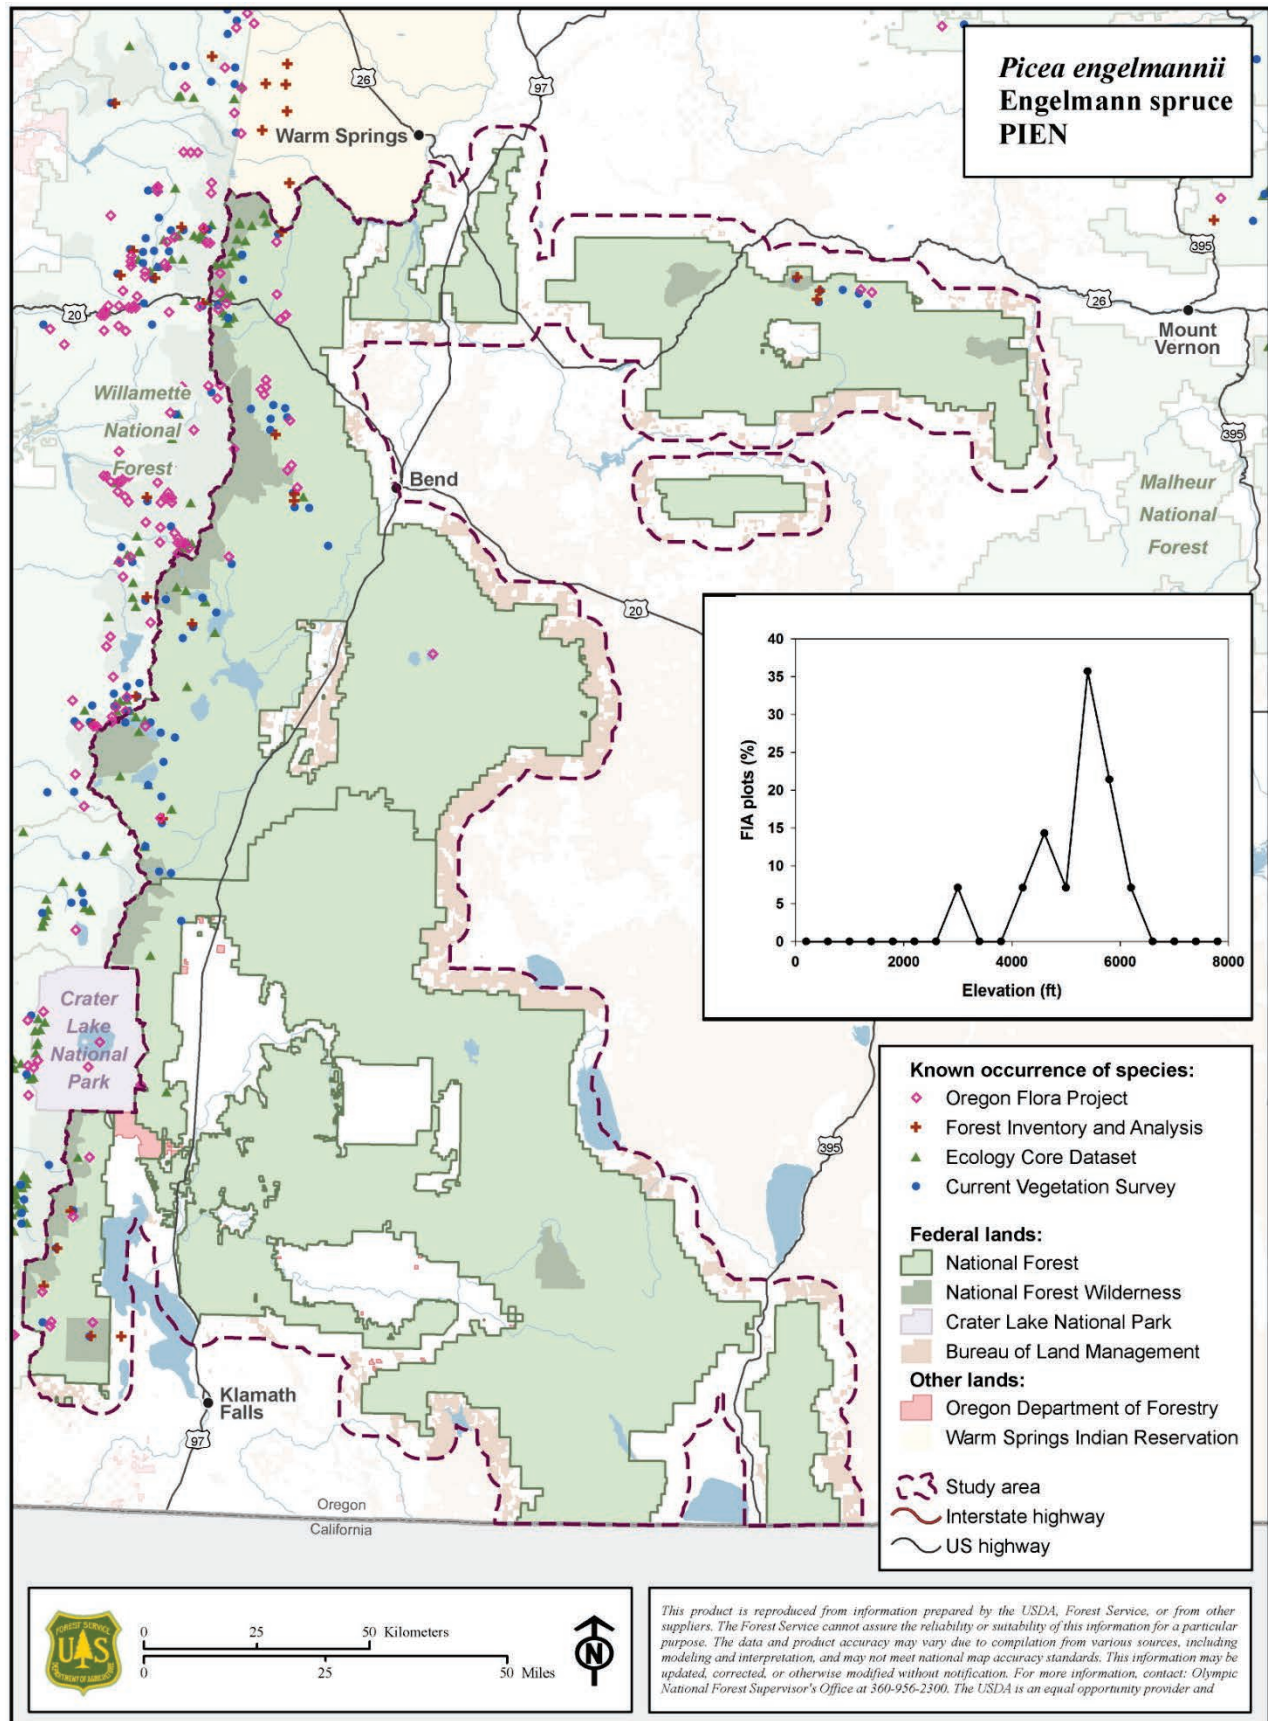 Picea engelmannii
Engelmann spruce
PIEN
26
97
Warm Springs
395
26
20
Mount
Vernon
Willamette
National
Forest
395
Bend
Malheur
National
Forest
20
40
35
30
25
20
15
10
5
0
FIA plots (%)
0 2000 4000 6000 8000
Elevation (ft)
Crater
Lake
National
Park
Known occurrence of species:
Oregon Flora Project
Forest Inventory and Analysis
Ecology Core Dataset
Current Vegetation Survey
395
Federal lands:
National Forest
National Forest Wilderness
Crater Lake National Park
Bureau of Land Management
Other lands:
Oregon Department of Forestry
Warm Springs Indian Reservation
Study area
Interstate highway
US highway
Klamath
Falls
97
Oregon
California
FOREST SERVICE
U S
DEPARTMENT OF AGRICULTURE
0 25 50 Kilometers
0 25 50 Miles
N
This product is reproduced from information prepared by the USDA, Forest Service, or from other
suppliers. The Forest Service cannot assure the reliability or suitability of this information for a particular
purpose. The data and product accuracy may vary due to compilation from various sources, including
modeling and interpretation, and may not meet national map accuracy standards. This information may be
updated, corrected, or otherwise modified without notification. For more information, contact: Olympic
National Forest Supervisor's Office at 360-956-2300. The USDA is an equal opportunity provider and